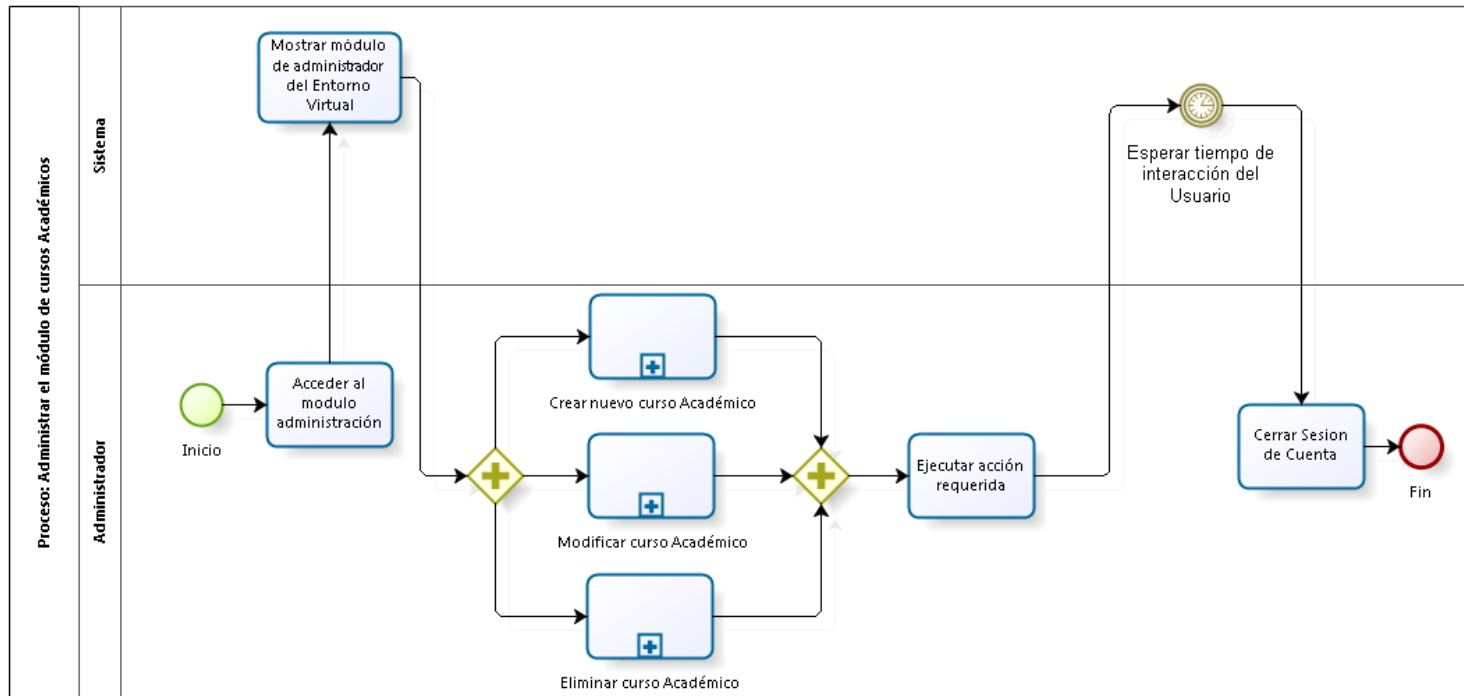 Proceso: Administrar el módulo de cursos Académicos
Sistema
Mostrar módulo
de administrador
del Entorno
Virtual
Esperar tiempo de
interacción del
Usuario
Administrador
Inicio
Acceder al
modulo
administración
Crear nuevo curso Académico
Modificar curso Académico
Eliminar curso Académico
Ejecutar acción
requerida
Cerrar Sesion
de Cuenta
Fin